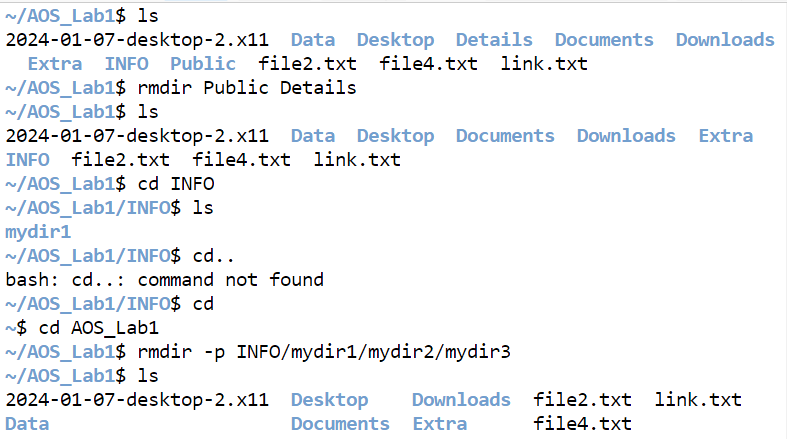 ~/AOS_Lab1$ ls
2024-01-07-desktop-2.x11  Data  Desktop  Details  Documents  Downloads
  Extra  INFO  Public  file2.txt  file4.txt  link.txt
~/AOS_Lab1$ rmdir Public Details
~/AOS_Lab1$ ls
2024-01-07-desktop-2.x11  Data  Desktop  Documents  Downloads  Extra
INFO  file2.txt  file4.txt  link.txt
~/AOS_Lab1$ cd INFO
~/AOS_Lab1/INFO$ ls
mydir1
~/AOS_Lab1/INFO$ cd..
bash: cd..: command not found
~/AOS_Lab1/INFO$ cd
~$ cd AOS_Lab1
~/AOS_Lab1$ rmdir -p INFO/mydir1/mydir2/mydir3
~/AOS_Lab1$ ls
2024-01-07-desktop-2.x11  Desktop    Downloads  file2.txt  link.txt
Data                      Documents  Extra      file4.txt